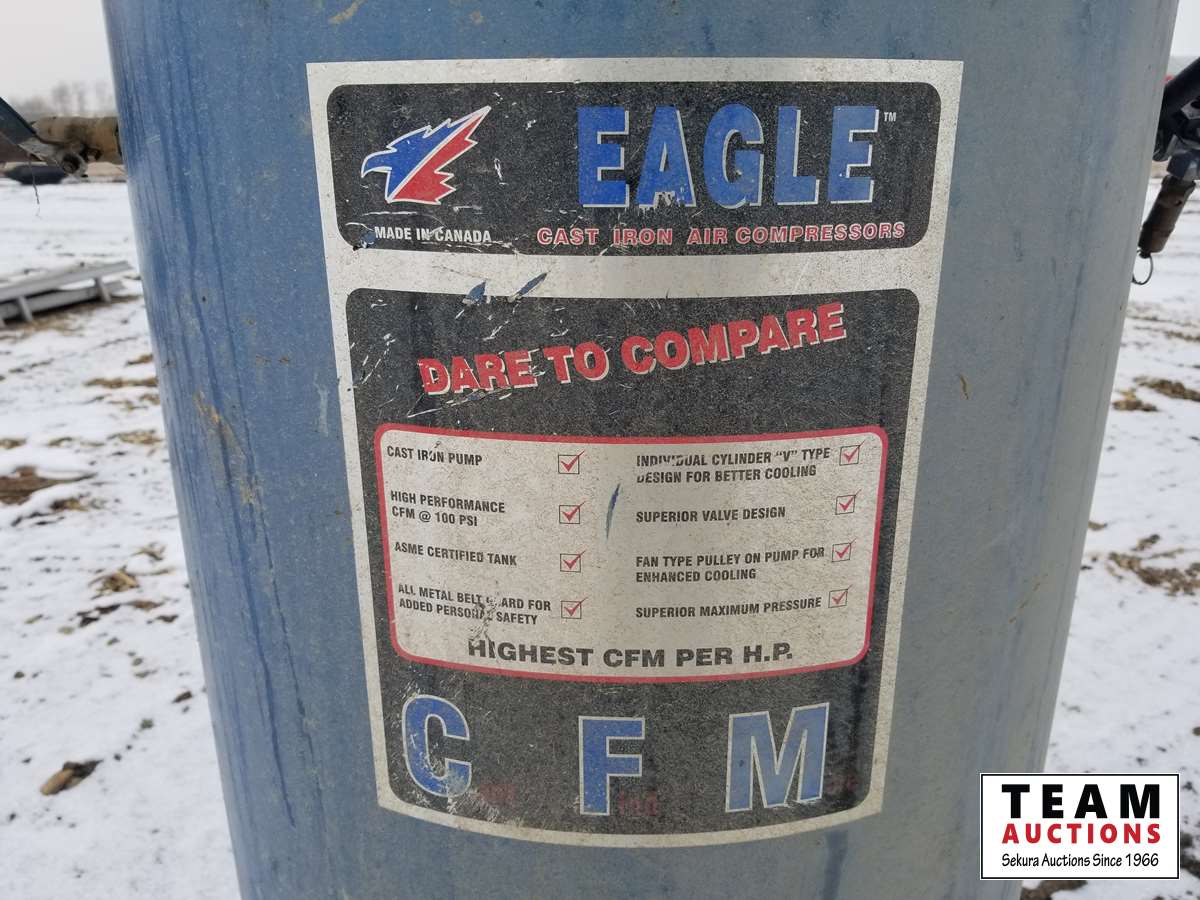 EAGLE™
MADE IN CANADA
CAST IRON AIR COMPRESSORS
DARE TO COMPARE
CAST IRON PUMP
HIGH PERFORMANCE
CFM @ 100 PSI
ASME CERTIFIED TANK
ALL METAL BELT GUARD FOR
ADDED PERSONAL SAFETY
INDIVIDUAL CYLINDER "V" TYPE
DESIGN FOR BETTER COOLING
SUPERIOR VALVE DESIGN
FAN TYPE PULLEY ON PUMP FOR
ENHANCED COOLING
SUPERIOR MAXIMUM PRESSURE
HIGHEST CFM PER H.P.
C F M
TEAM
AUCTIONS
Sekura Auctions Since 1966